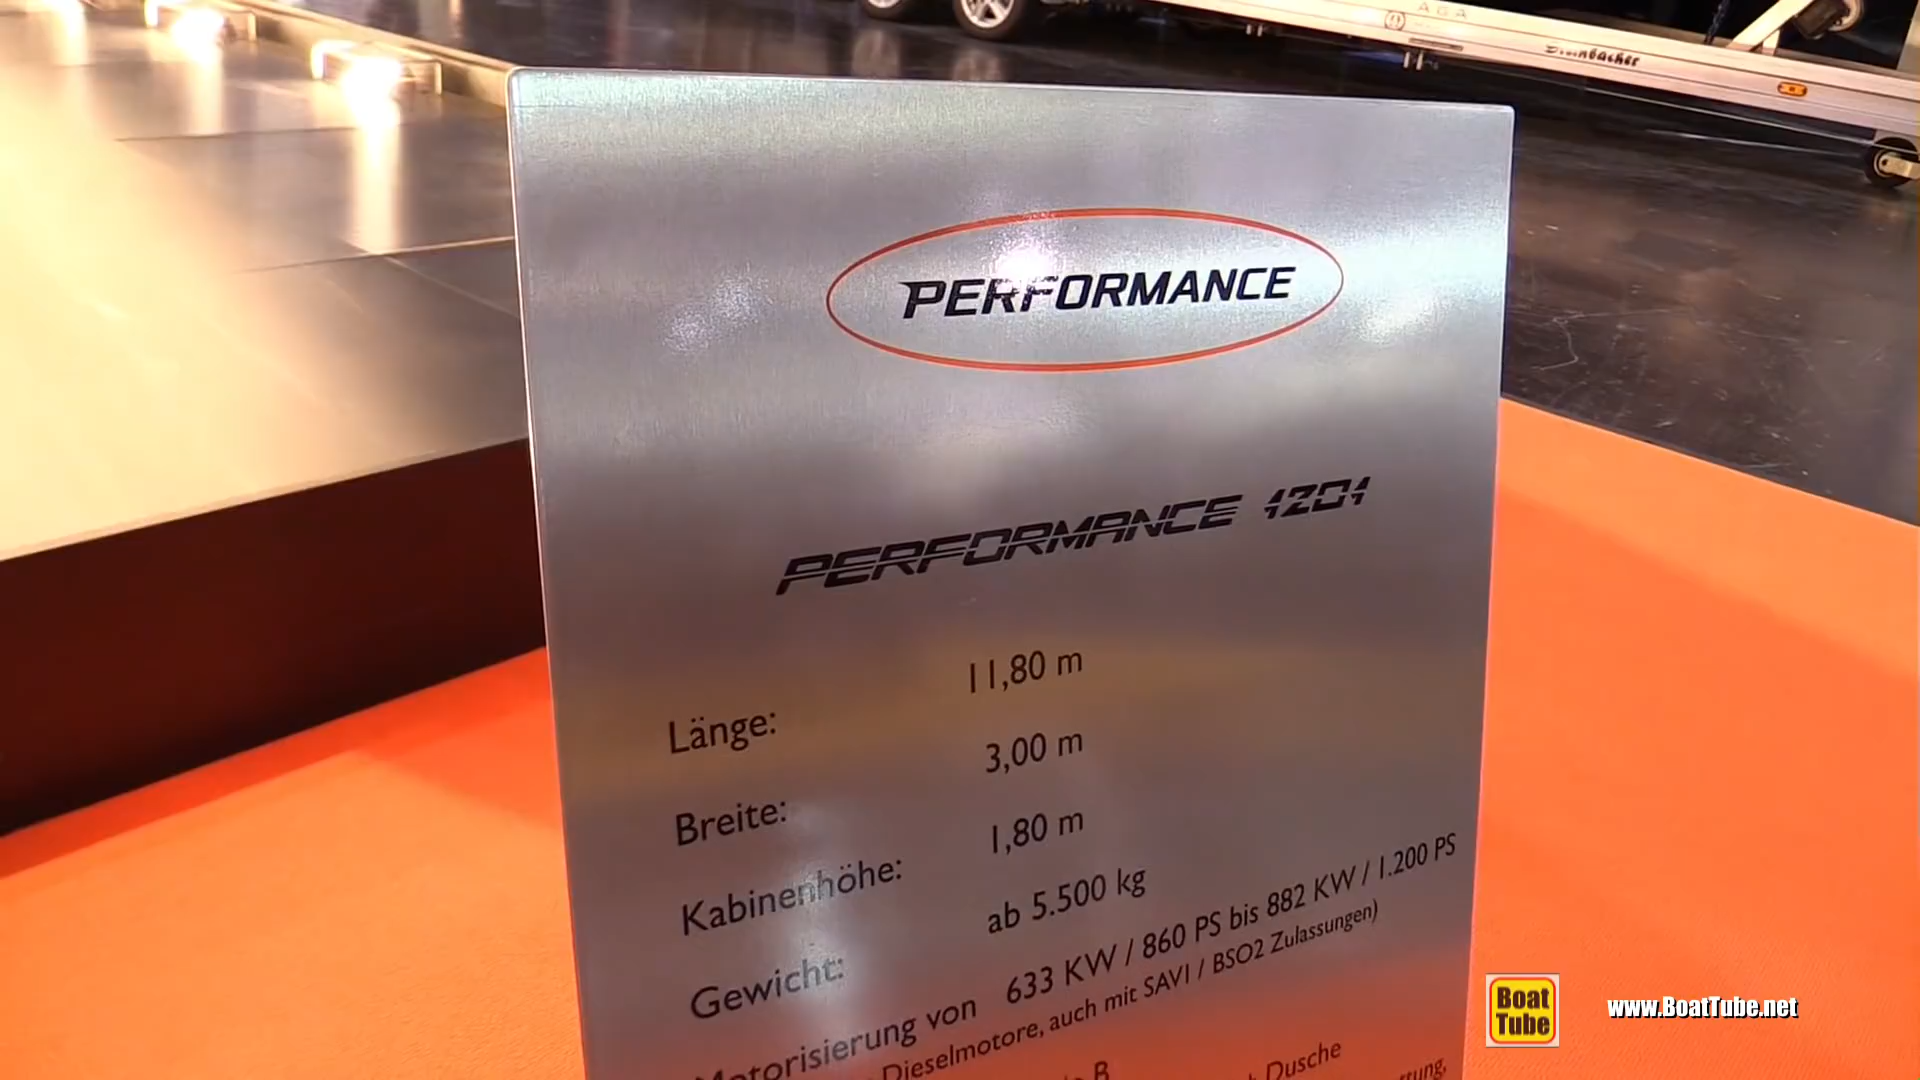 AGA
PERFORMANCE
PERFORMANCE 1201
Länge: 11,80 m
Breite: 3,00 m
Kabinenhöhe: 1,80 m
Gewicht: ab 5.500 kg
Motorisierung von 633 KW / 860 PS bis 882 KW / 1.200 PS
Dieselmotore, auch mit SAVI / BSO2 Zulassungen)
B
Dusche
Boat
Tube
www.BoatTube.net